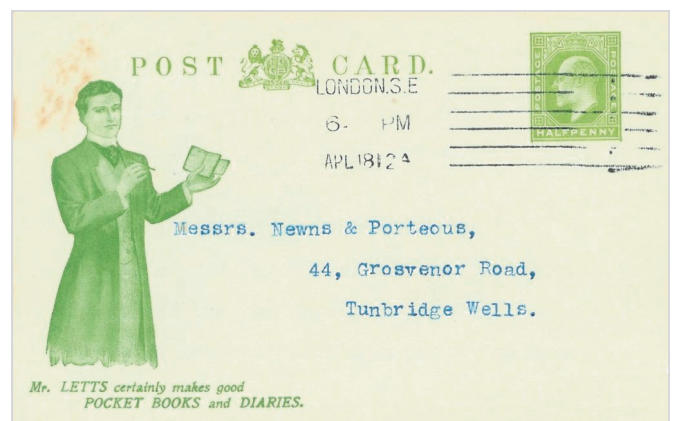 POST CARD.
LONDON.S.E
6- PM
APL 18 12
POSTAGE
HALFPENNY
Messrs. Newns & Porteous,
44, Grosvenor Road,
Tunbridge Wells.
Mr. LETTS certainly makes good
POCKET BOOKS and DIARIES.